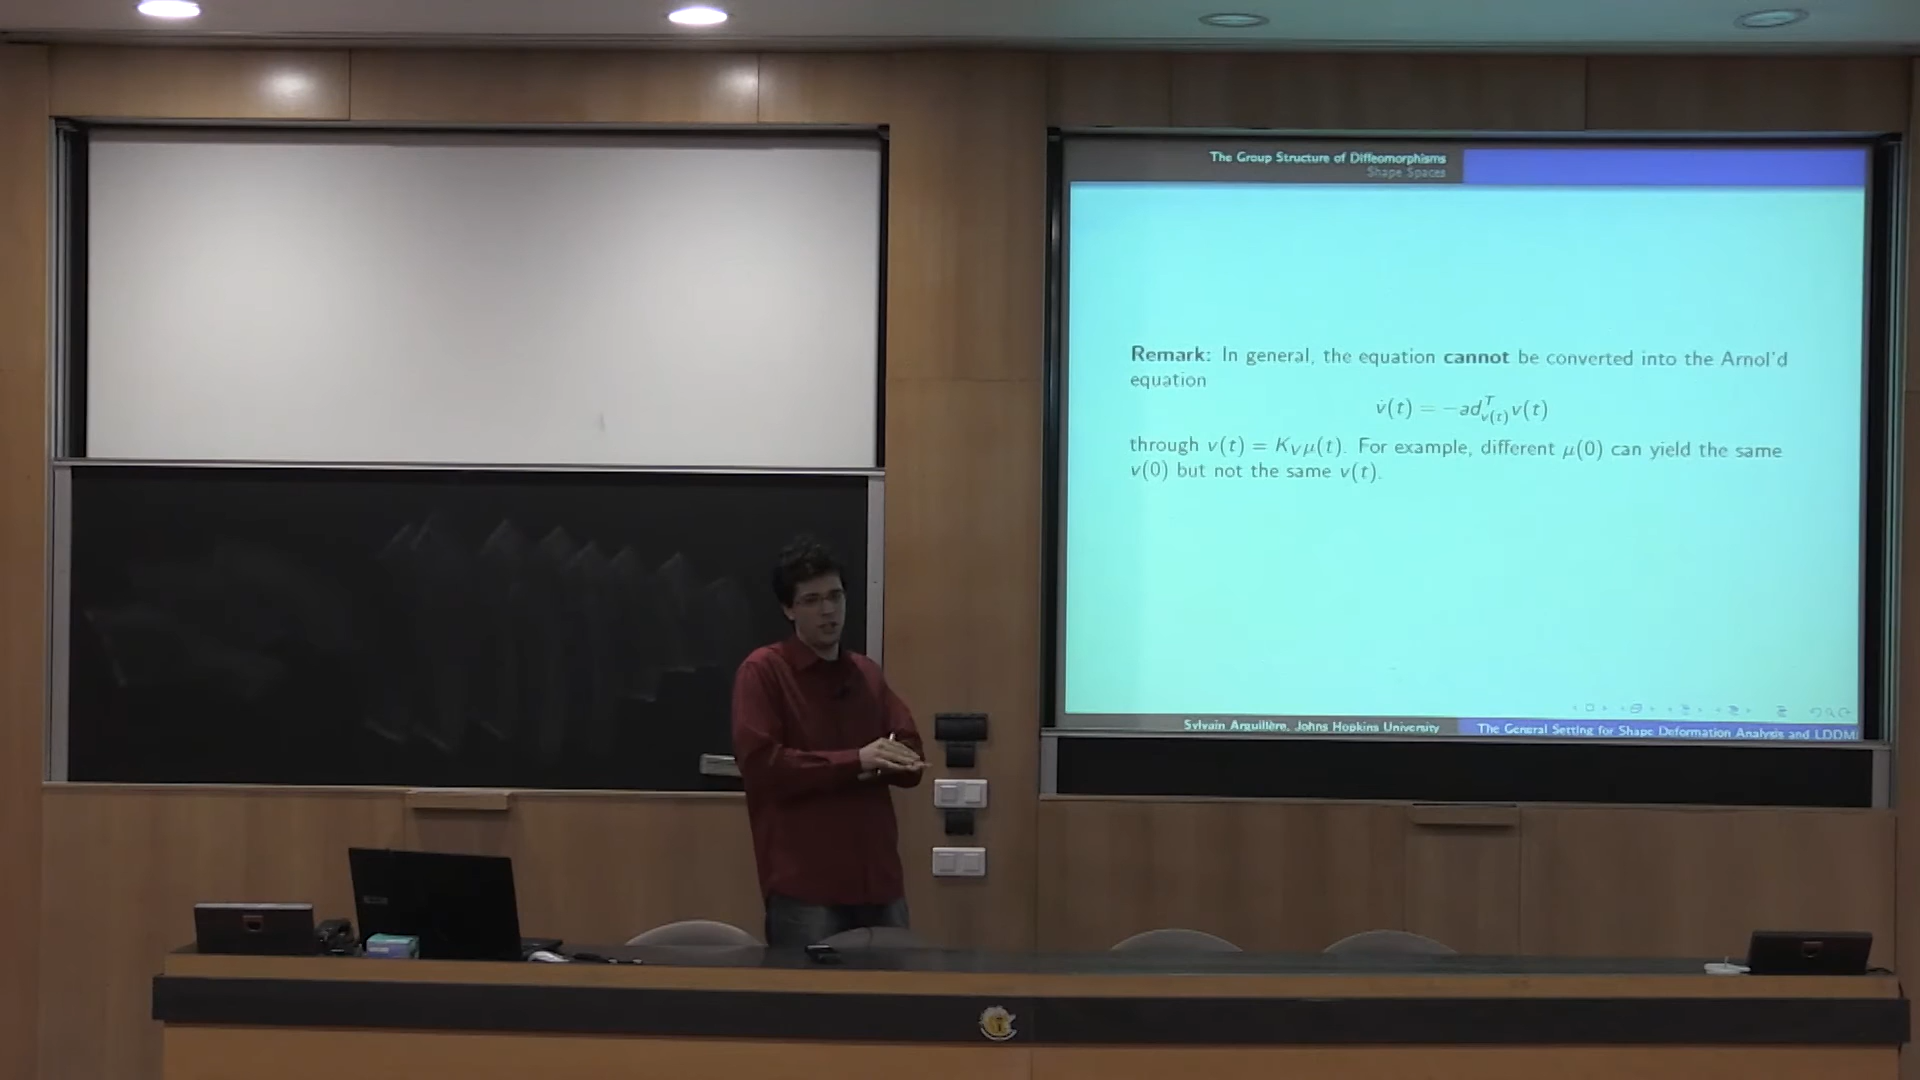 The Group Structure of Diffeomorphisms
Shape Spaces
Remark: In general, the equation cannot be converted into the Arnol'd
equation
v̇(t) = −ad^T_{v(t)} v(t)
through v(t) = K_V μ(t). For example, different μ(0) can yield the same
v(0) but not the same v(t).
Sylvain Arguillère, Johns Hopkins University
The General Setting for Shape Deformation Analysis and LDDM